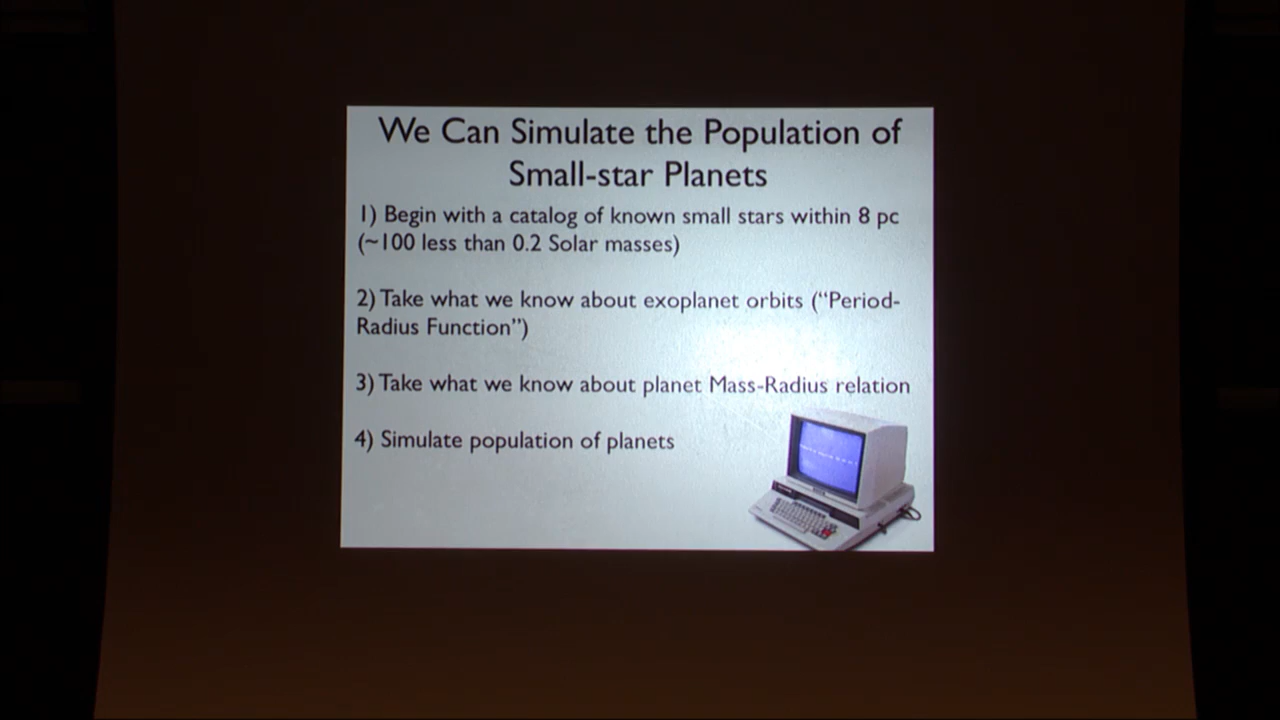 We Can Simulate the Population of
Small-star Planets
1) Begin with a catalog of known small stars within 8 pc
(~100 less than 0.2 Solar masses)
2) Take what we know about exoplanet orbits (“Period-
Radius Function”)
3) Take what we know about planet Mass-Radius relation
4) Simulate population of planets